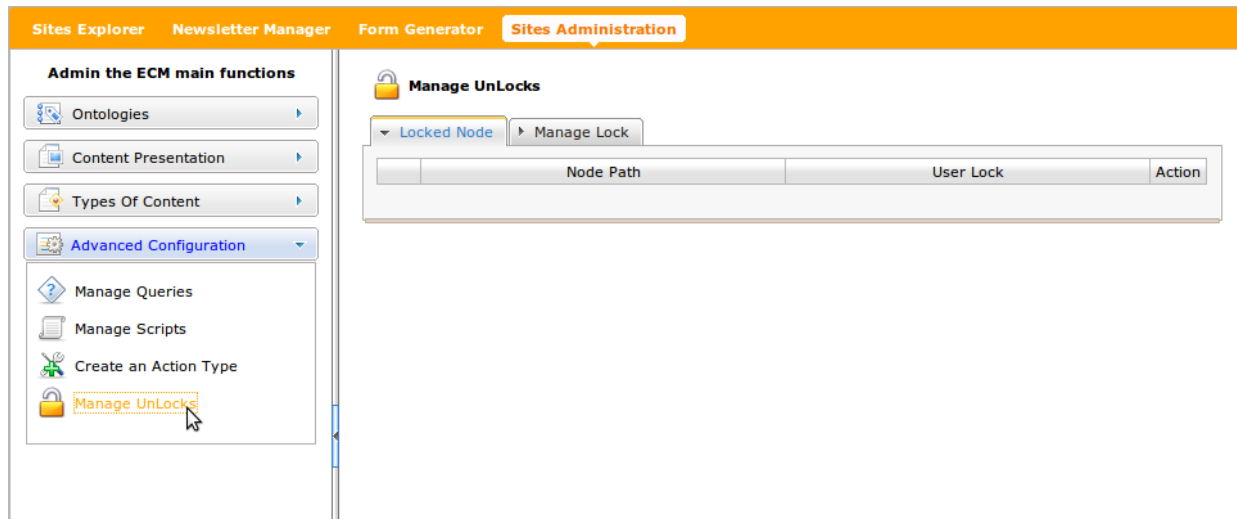 Sites Explorer Newsletter Manager Form Generator Sites Administration
Admin the ECM main functions
Ontologies
Content Presentation
Types Of Content
Advanced Configuration
Manage Queries
Manage Scripts
Create an Action Type
Manage UnLocks
Manage UnLocks
Locked Node Manage Lock
Node Path User Lock Action